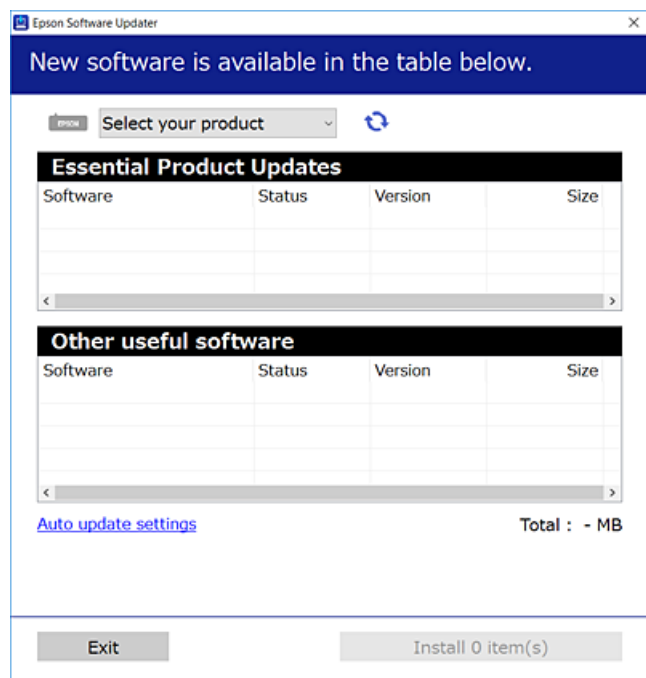 Epson Software Updater
New software is available in the table below.
EPSON Select your product
Essential Product Updates
Software Status Version Size
Other useful software
Software Status Version Size
Auto update settings Total : - MB
Exit Install 0 item(s)